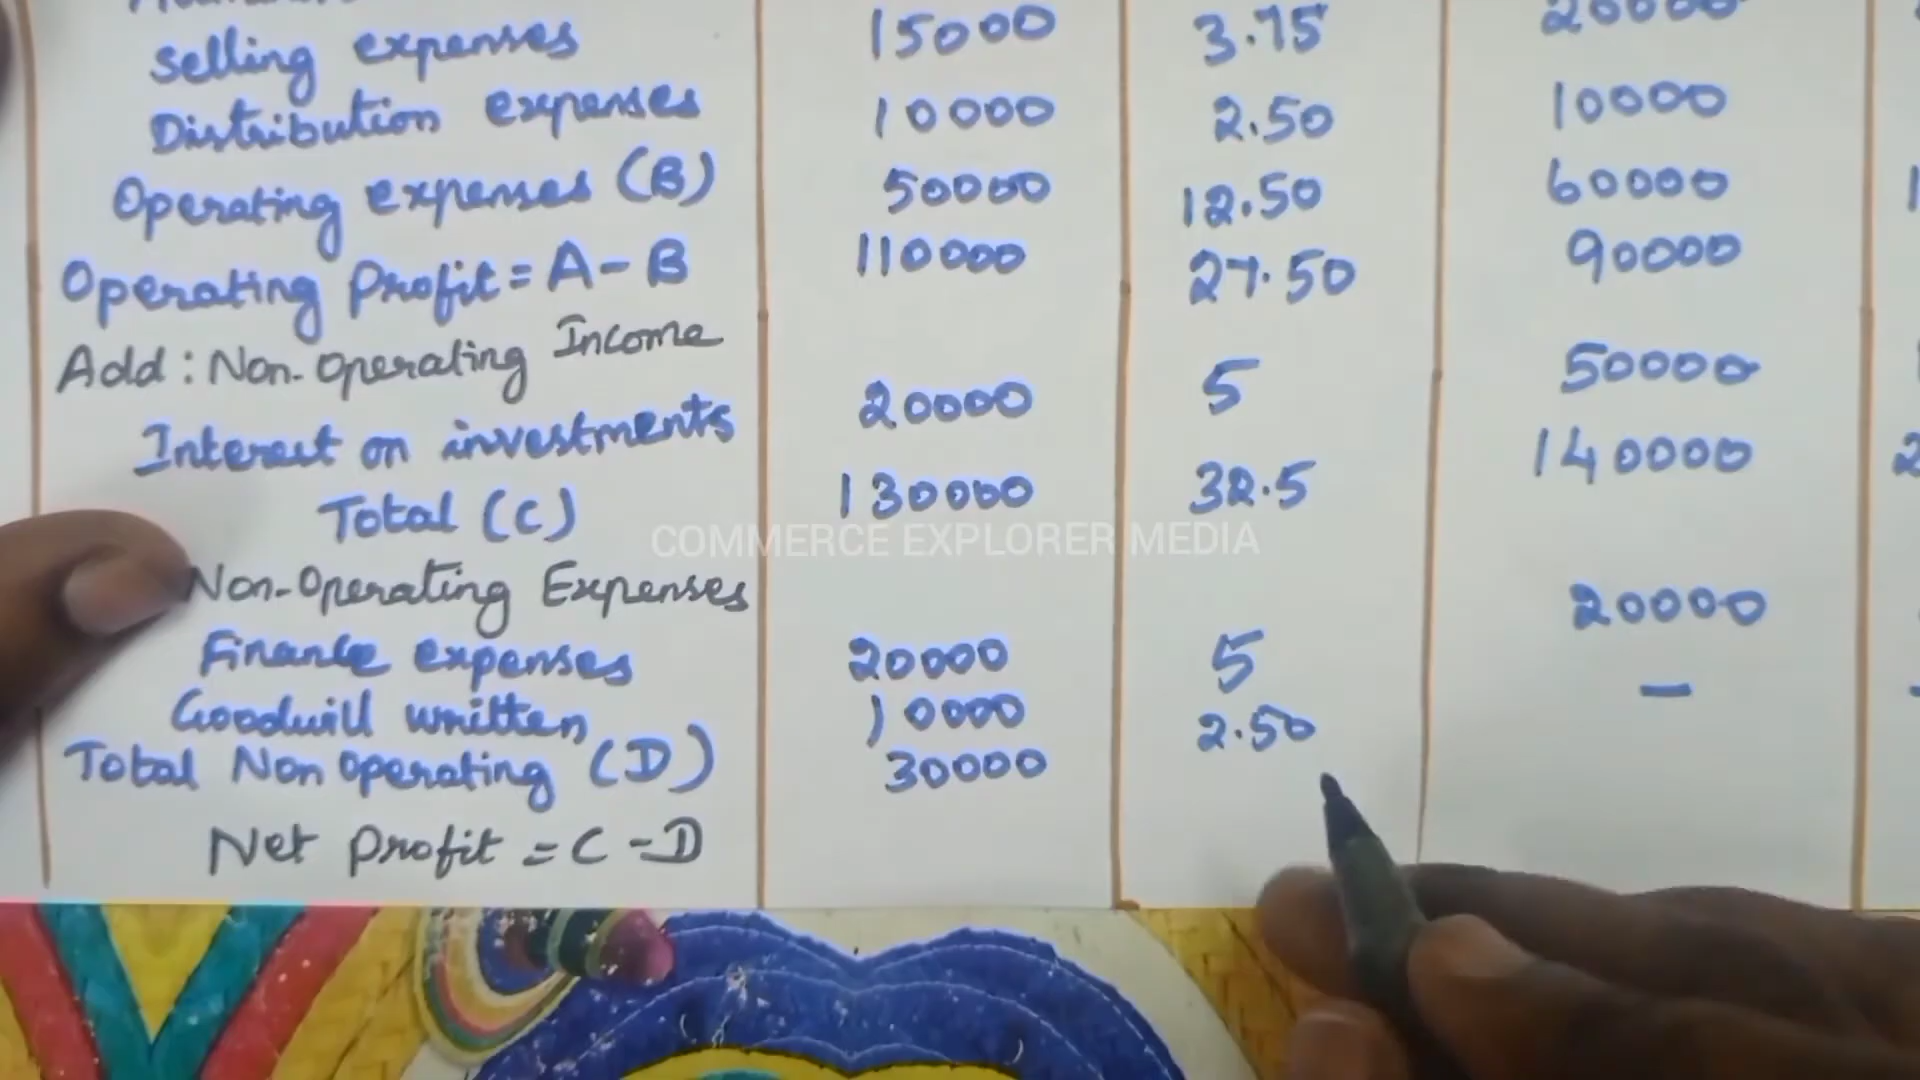 selling expenses 15000 3.75 20000
Distribution expenses 10000 2.50 10000
Operating expenses (B) 50000 12.50 60000
Operating Profit = A - B 110000 27.50 90000
Add : Non-Operating Income
Interest on investments 20000 5 50000
Total (C) 130000 32.5 140000
COMMERCE EXPLORER MEDIA
Non-Operating Expenses
Finance expenses 20000 5 20000
Goodwill written 10000 2.50 -
Total Non Operating (D) 30000
Net Profit = C - D